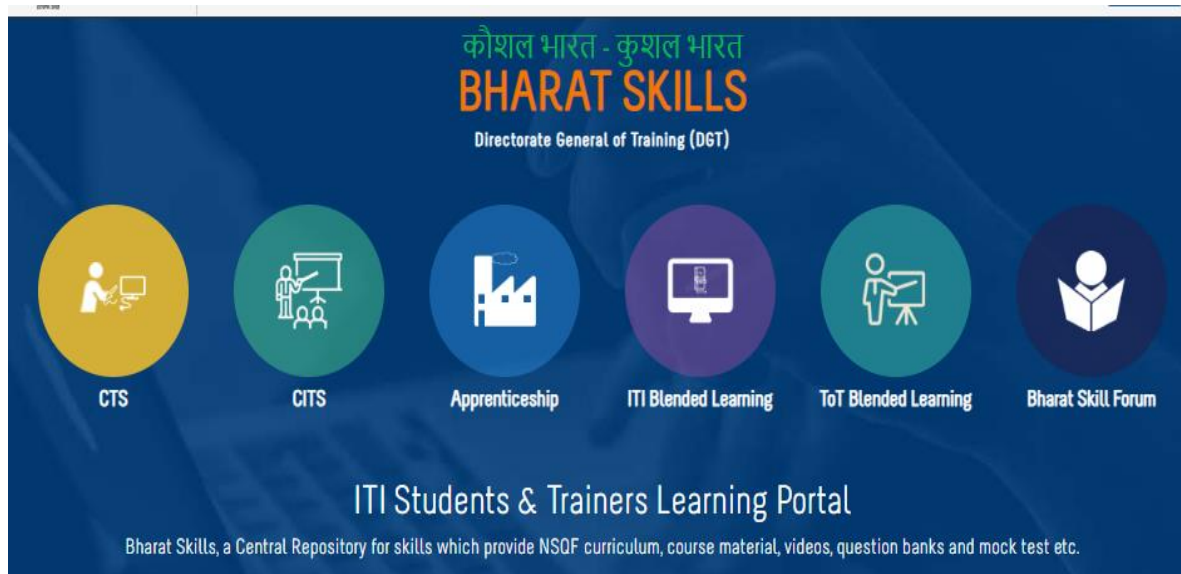 कौशल भारत - कुशल भारत
BHARAT SKILLS
Directorate General of Training (DGT)
CTS
CITS
Apprenticeship
ITI Blended Learning
ToT Blended Learning
Bharat Skill Forum
ITI Students & Trainers Learning Portal
Bharat Skills, a Central Repository for skills which provide NSQF curriculum, course material, videos, question banks and mock test etc.